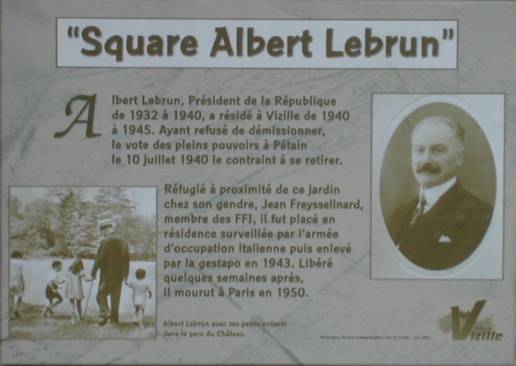 "Square Albert Lebrun"
Albert Lebrun, Président de la République
de 1932 à 1940, a résidé à Vizille de 1940
à 1945. Ayant refusé de démissionner,
le vote des pleins pouvoirs à Pétain
le 10 juillet 1940 le contraint à se retirer.
Réfugié à proximité de ce jardin
chez son gendre, Jean Freysselinard,
membre des FFI, il fut placé en
résidence surveillée par l'armée
d'occupation italienne puis enlevé
par la gestapo en 1943. Libéré
quelques semaines après,
il mourut à Paris en 1950.
Albert Lebrun avec ses petits enfants
dans le parc du Château.
Vizille